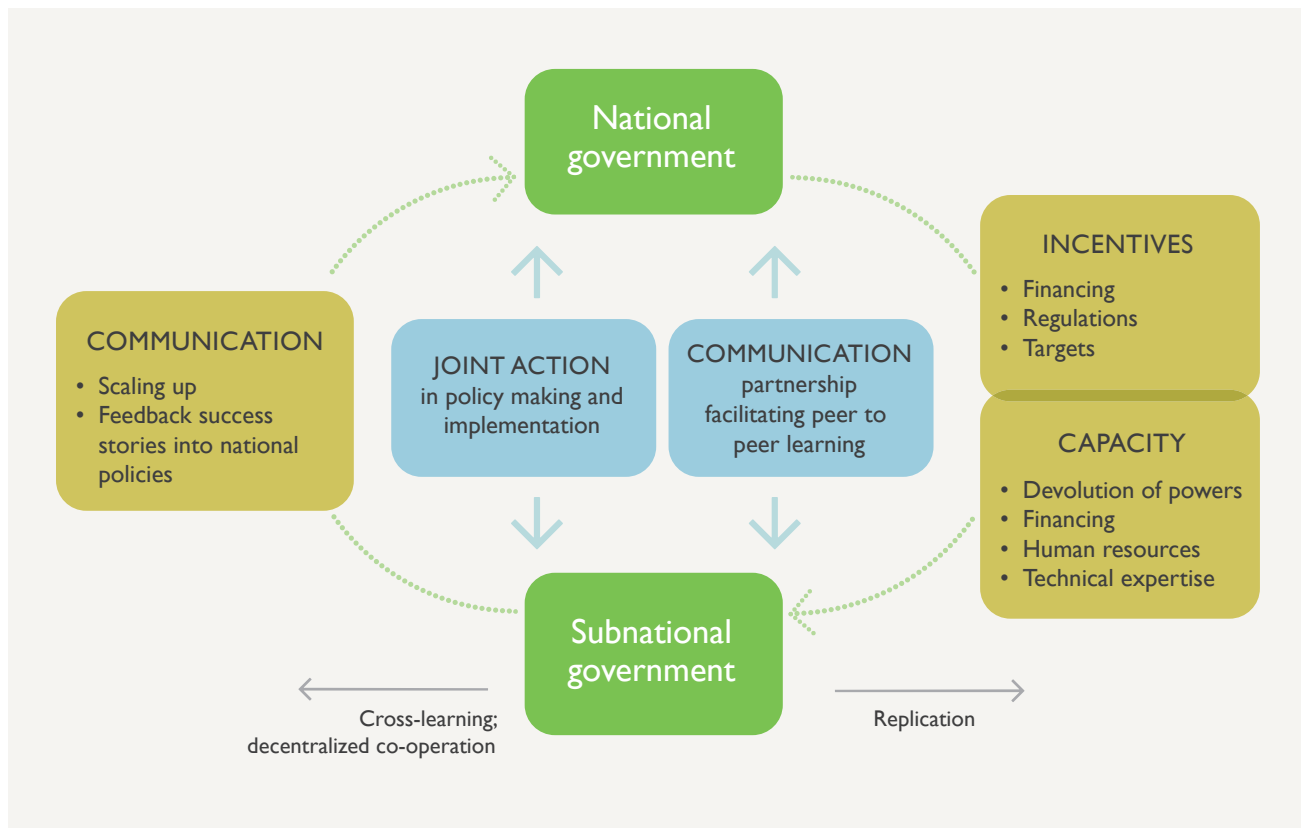 National
government
INCENTIVES
• Financing
• Regulations
• Targets
COMMUNICATION
• Scaling up
• Feedback success
stories into national
policies
JOINT ACTION
in policy making and
implementation
COMMUNICATION
partnership
facilitating peer to
peer learning
CAPACITY
• Devolution of powers
• Financing
• Human resources
• Technical expertise
Subnational
government
Cross-learning;
decentralized co-operation
Replication